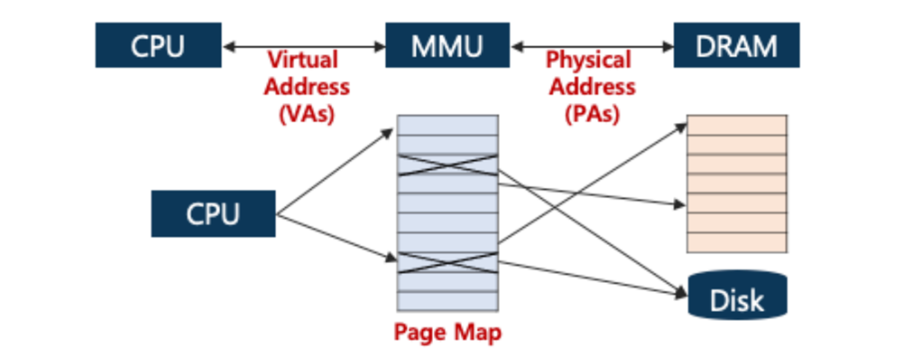 CPU
MMU
DRAM
Virtual
Address
(VAs)
Physical
Address
(PAs)
CPU
Disk
Page Map